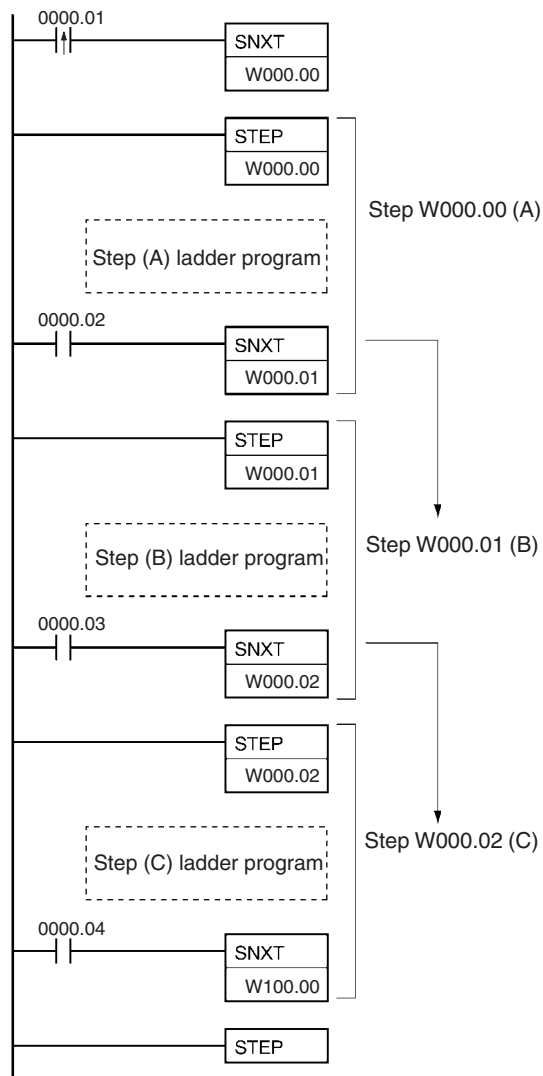 0000.01
SNXT
W000.00
STEP
W000.00
Step W000.00 (A)
Step (A) ladder program
0000.02
SNXT
W000.01
STEP
W000.01
Step W000.01 (B)
Step (B) ladder program
0000.03
SNXT
W000.02
STEP
W000.02
Step W000.02 (C)
Step (C) ladder program
0000.04
SNXT
W100.00
STEP